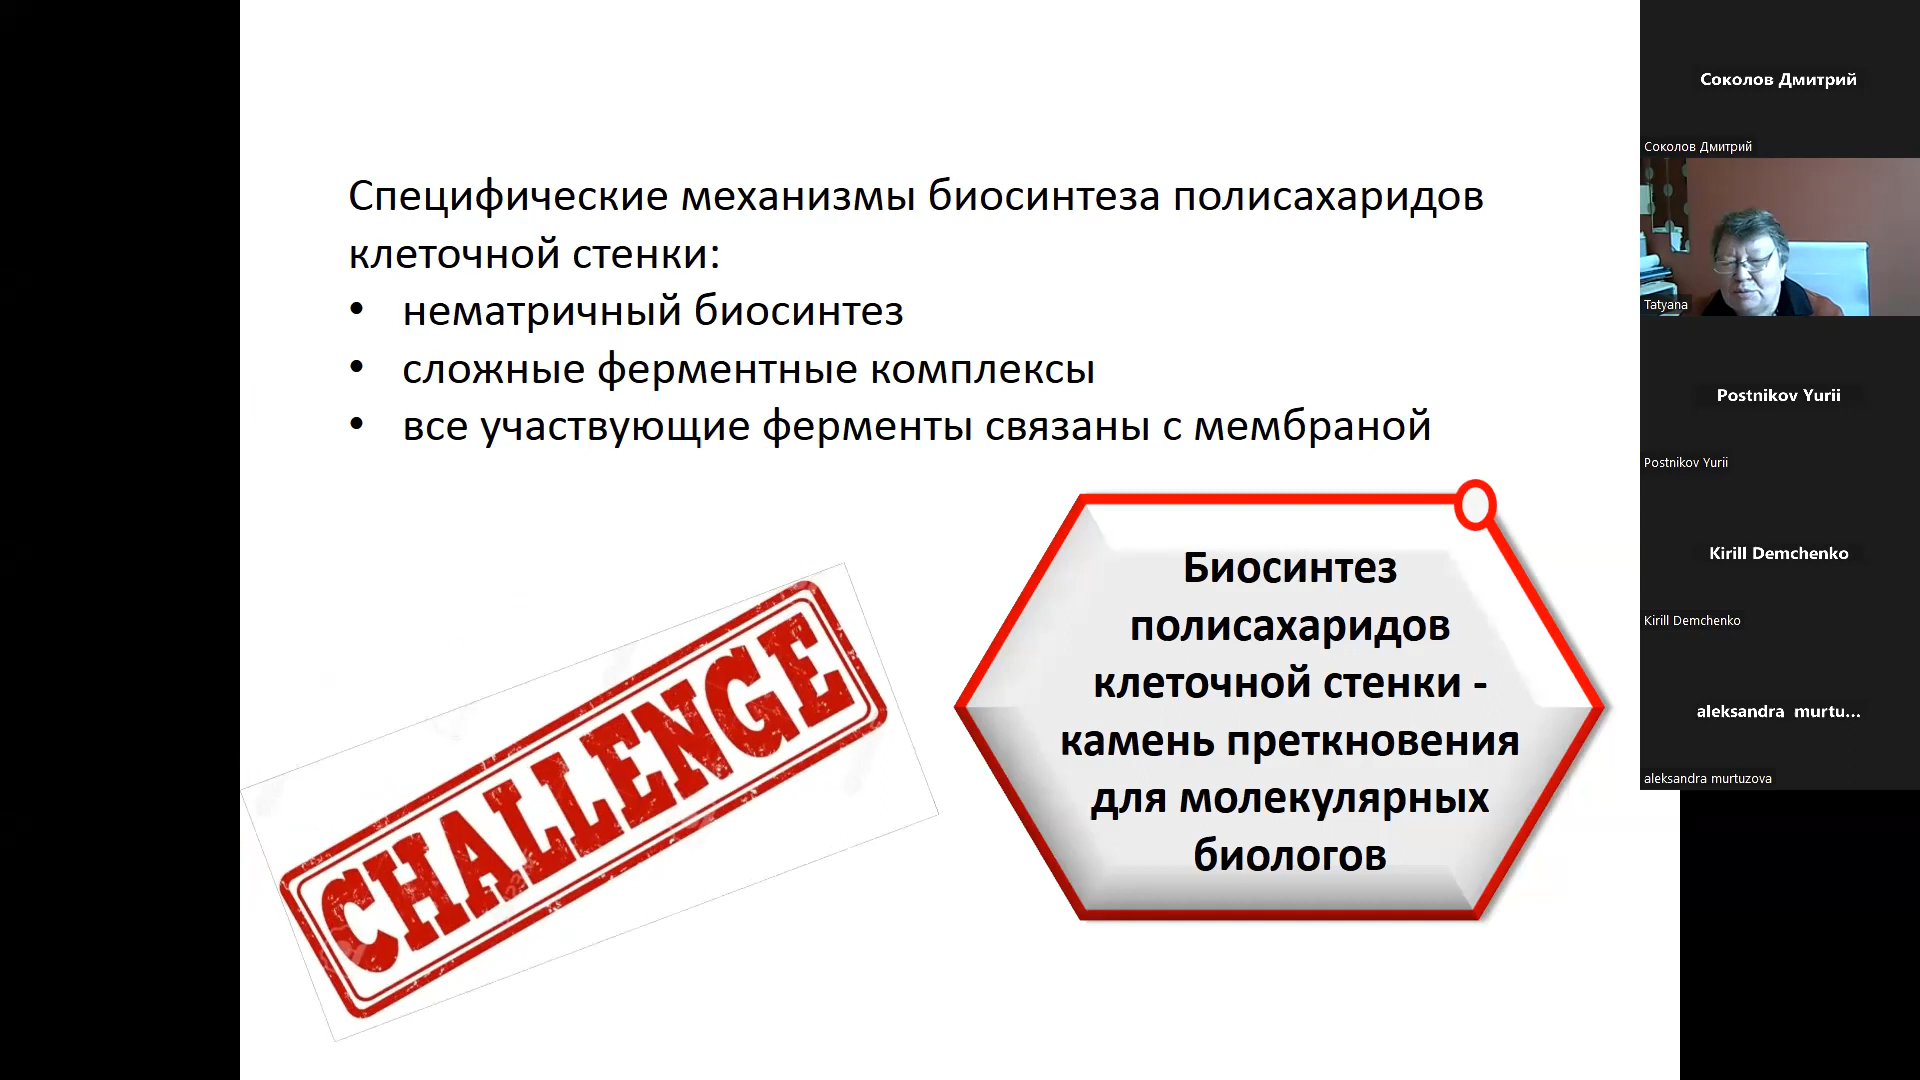 Специфические механизмы биосинтеза полисахаридов
клеточной стенки:
• нематричный биосинтез
• сложные ферментные комплексы
• все участвующие ферменты связаны с мембраной
CHALLENGE
Биосинтез
полисахаридов
клеточной стенки -
камень преткновения
для молекулярных
биологов
Соколов Дмитрий
Соколов Дмитрий
Tatyana
Postnikov Yurii
Postnikov Yurii
Kirill Demchenko
Kirill Demchenko
aleksandra murtu...
aleksandra murtuzova